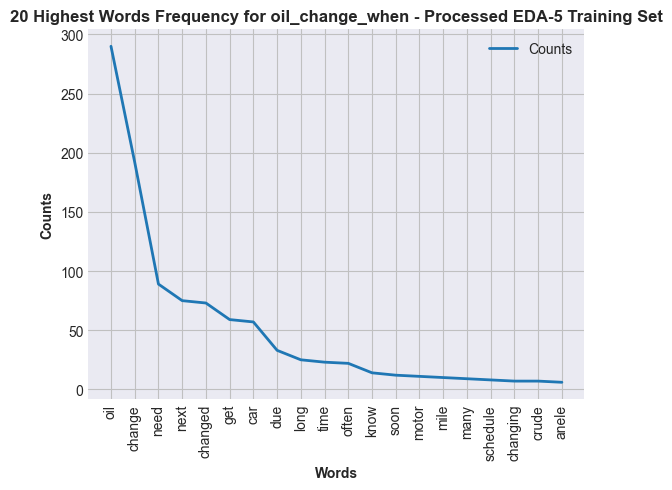 20 Highest Words Frequency for oil_change_when - Processed EDA-5 Training Set
Counts
300
250
200
150
100
50
0
Counts
oil
change
need
next
changed
get
car
due
long
time
often
know
soon
motor
mile
many
schedule
changing
crude
anele
Words